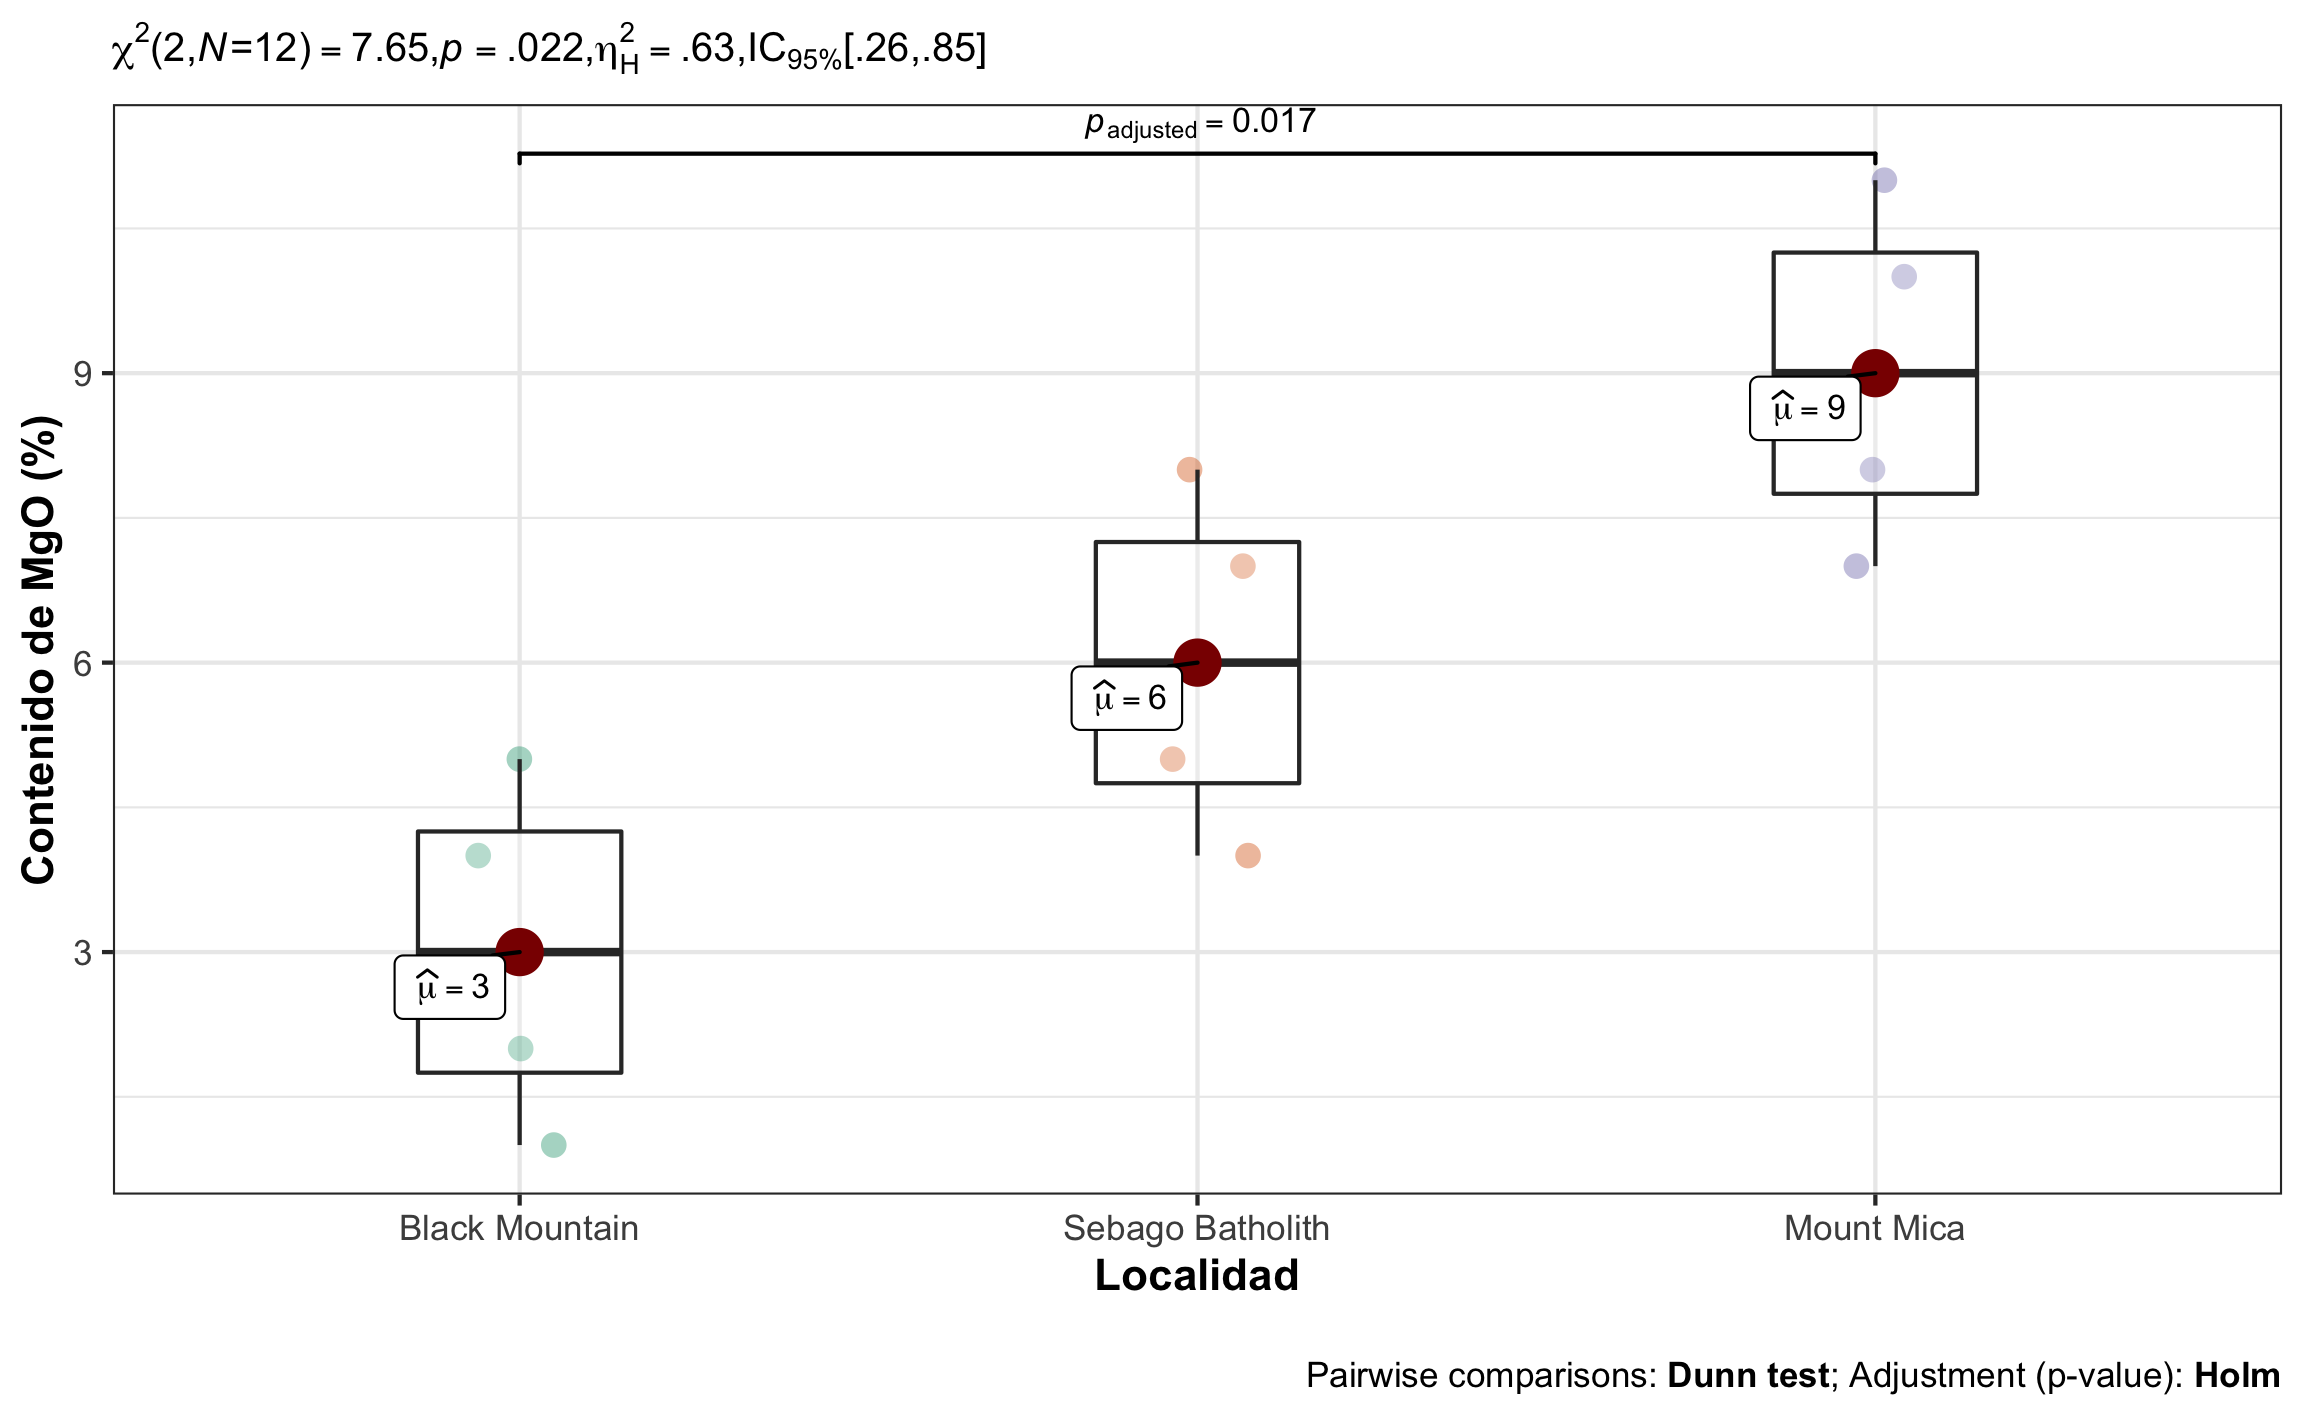 χ²(2,N=12) = 7.65,p = .022,η²H = .63,IC95%[.26,.85]
padjusted = 0.017
9
μ̂ = 9
Contenido de MgO (%)
6
μ̂ = 6
3
μ̂ = 3
Black Mountain
Sebago Batholith
Mount Mica
Localidad
Pairwise comparisons: Dunn test; Adjustment (p-value): Holm